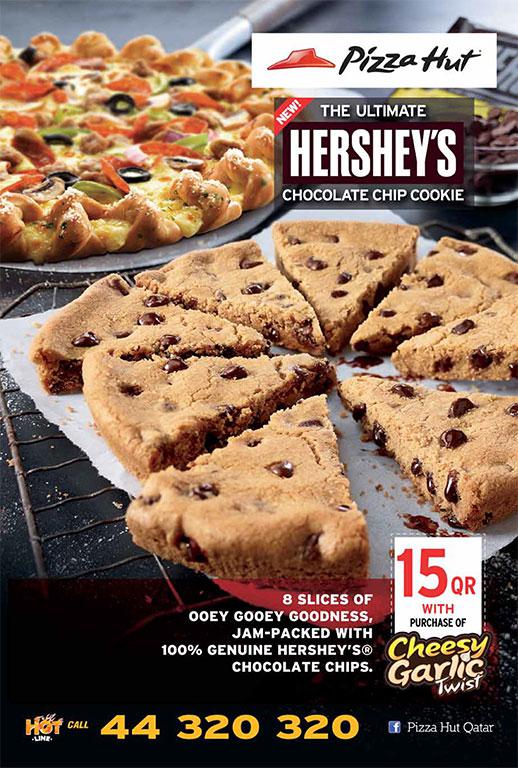 Pizza Hut
NEW!
THE ULTIMATE
HERSHEY'S
CHOCOLATE CHIP COOKIE
8 SLICES OF
OOEY GOOEY GOODNESS,
JAM-PACKED WITH
100% GENUINE HERSHEY'S®
CHOCOLATE CHIPS.
15 QR
WITH
PURCHASE OF
Cheesy
Garlic
Twist
HOT
LINE
CALL 44 320 320
f Pizza Hut Qatar